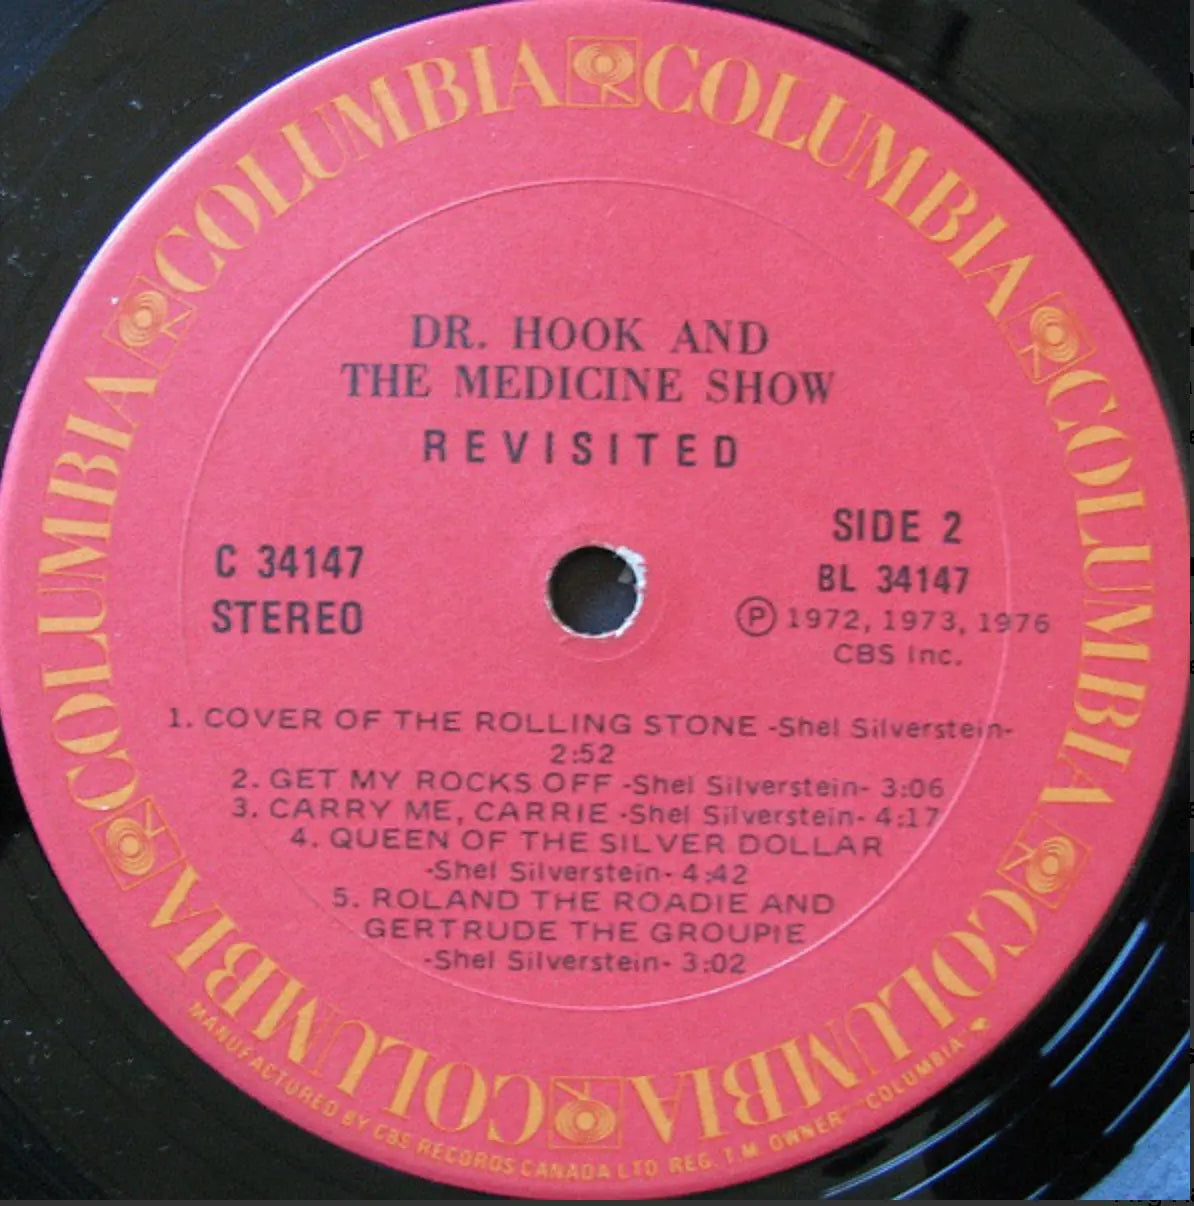 COLUMBIA COLUMBIA COLUMBIA COLUMBIA COLUMBIA COLUMBIA
DR. HOOK AND
THE MEDICINE SHOW
REVISITED
C 34147
STEREO
SIDE 2
BL 34147
Ⓟ 1972, 1973, 1976
CBS Inc.
1. COVER OF THE ROLLING STONE -Shel Silverstein-
2:52
2. GET MY ROCKS OFF -Shel Silverstein- 3:06
3. CARRY ME, CARRIE -Shel Silverstein- 4:17
4. QUEEN OF THE SILVER DOLLAR
-Shel Silverstein- 4:42
5. ROLAND THE ROADIE AND
GERTRUDE THE GROUPIE
-Shel Silverstein- 3:02
MANUFACTURED BY CBS RECORDS CANADA LTD REG. T.M. OWNER "COLUMBIA"